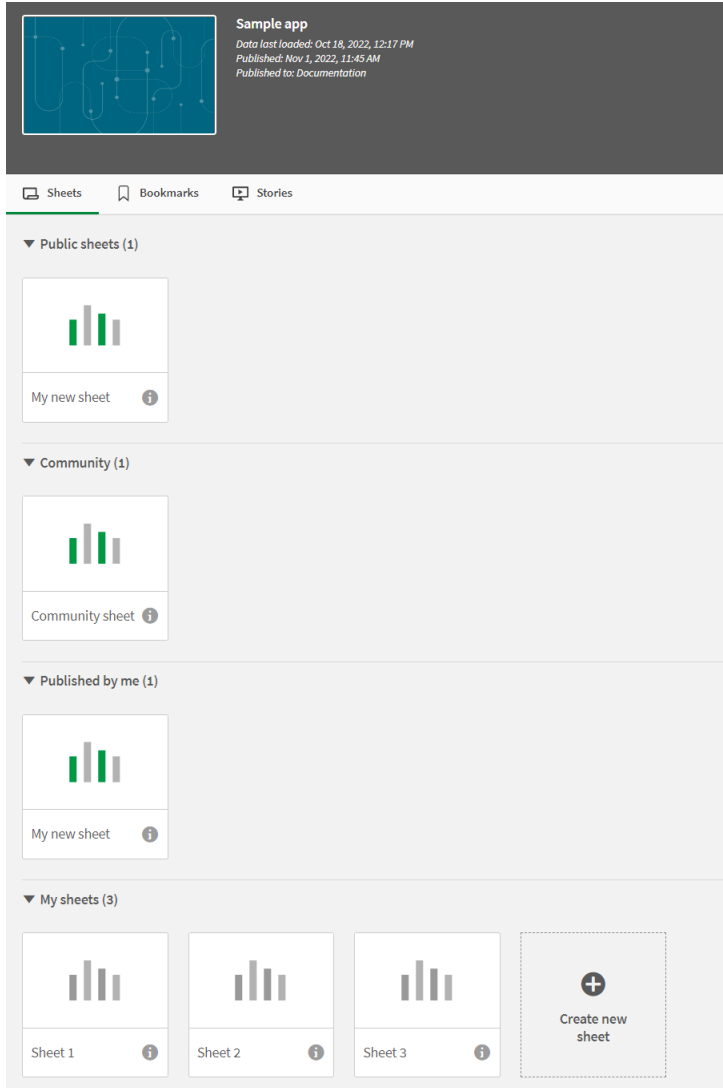 Sample app
Data last loaded: Oct 18, 2022, 12:17 PM
Published: Nov 1, 2022, 11:45 AM
Published to: Documentation
Sheets Bookmarks Stories
Public sheets (1)
My new sheet
Community (1)
Community sheet
Published by me (1)
My new sheet
My sheets (3)
Sheet 1 Sheet 2 Sheet 3
Create new
sheet